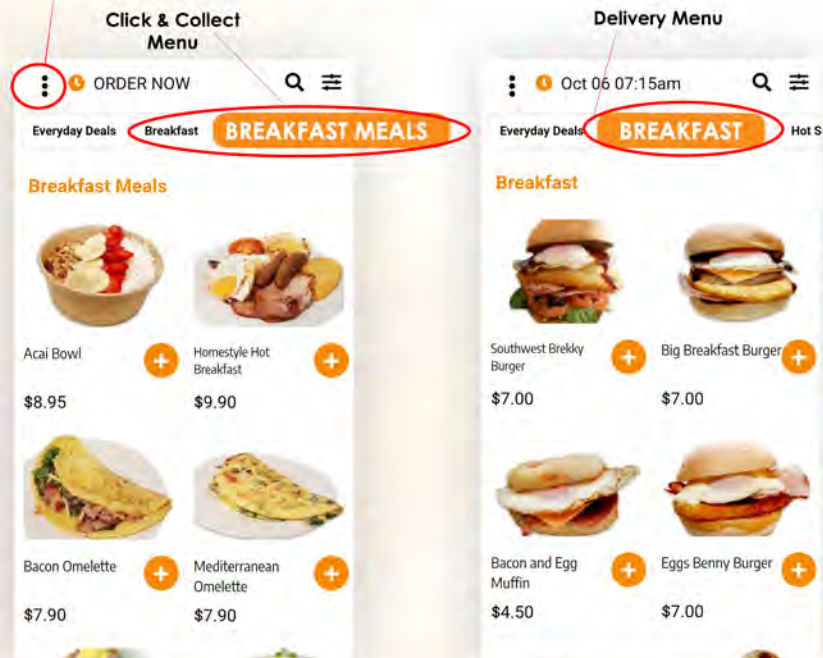 Click & Collect
Menu
ORDER NOW
Everyday Deals Breakfast BREAKFAST MEALS
Breakfast Meals
Acai Bowl
$8.95
Homestyle Hot
Breakfast
$9.90
Bacon Omelette
$7.90
Mediterranean
Omelette
$7.90
Delivery Menu
Oct 06 07:15am
Everyday Deals BREAKFAST Hot S
Breakfast
Southwest Brekky
Burger
$7.00
Big Breakfast Burger
$7.00
Bacon and Egg
Muffin
$4.50
Eggs Benny Burger
$7.00